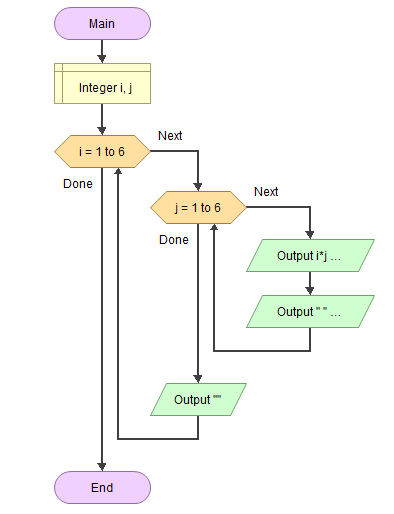 Main
Integer i, j
i = 1 to 6
Next
Done
j = 1 to 6
Next
Done
Output i*j ...
Output " " ...
Output ""
End